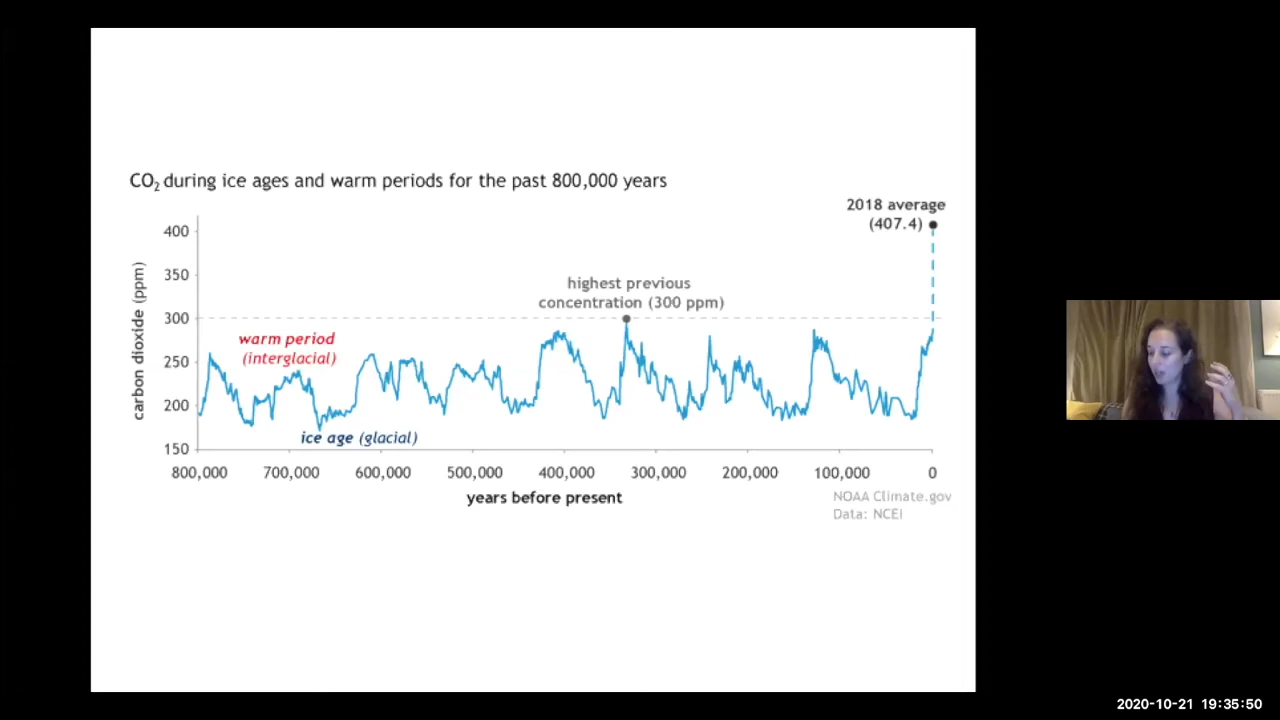 CO₂ during ice ages and warm periods for the past 800,000 years
2018 average
(407.4)
400
350
300
250
200
150
carbon dioxide (ppm)
highest previous
concentration (300 ppm)
warm period
(interglacial)
ice age (glacial)
800,000 700,000 600,000 500,000 400,000 300,000 200,000 100,000 0
years before present
NOAA Climate.gov
Data: NCEI
2020-10-21 19:35:50